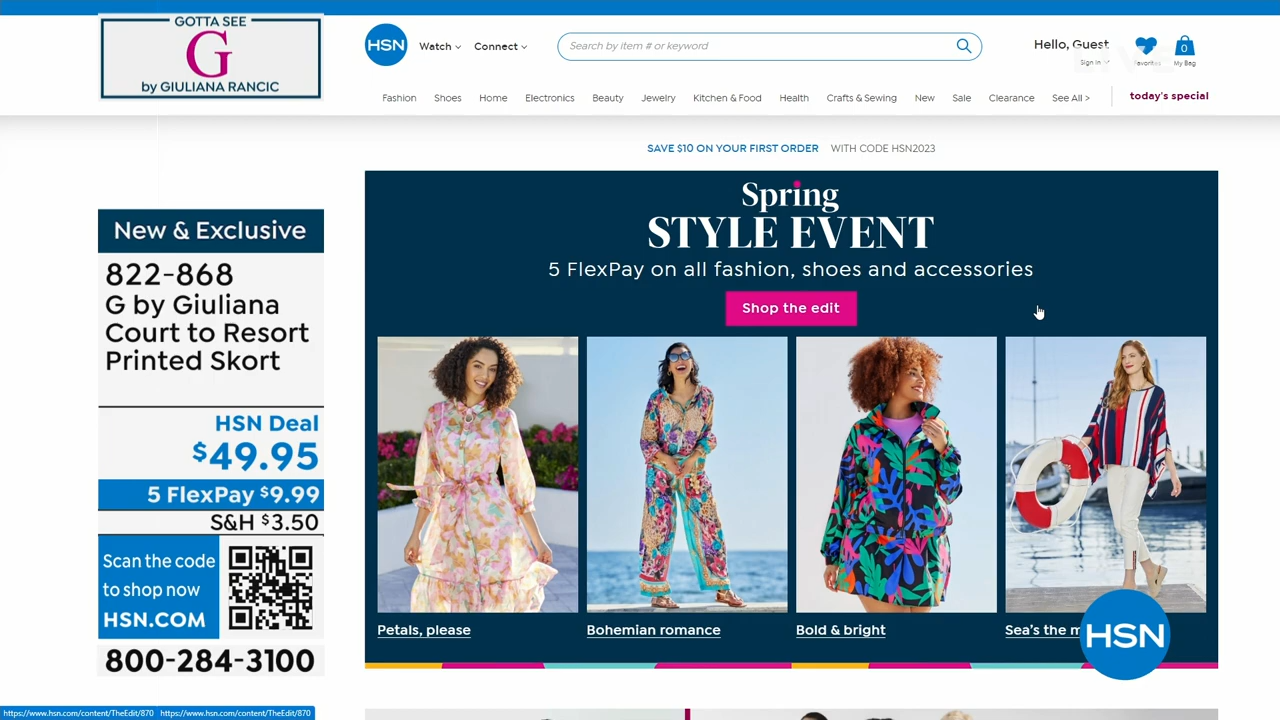 GOTTA SEE
G
by GIULIANA RANCIC
HSN
Watch
Connect
Search by item # or keyword
Hello, Guest
Sign In
Favorites
0
My Bag
Fashion
Shoes
Home
Electronics
Beauty
Jewelry
Kitchen & Food
Health
Crafts & Sewing
New
Sale
Clearance
See All >
today's special
SAVE $10 ON YOUR FIRST ORDER WITH CODE HSN2023
Spring
STYLE EVENT
5 FlexPay on all fashion, shoes and accessories
Shop the edit
Petals, please
Bohemian romance
Bold & bright
Sea's the
HSN
New & Exclusive
822-868
G by Giuliana
Court to Resort
Printed Skort
HSN Deal
$49.95
5 FlexPay $9.99
S&H $3.50
Scan the code
to shop now
HSN.COM
800-284-3100
https://www.hsn.com/content/TheEdit/870 https://www.hsn.com/content/TheEdit/870